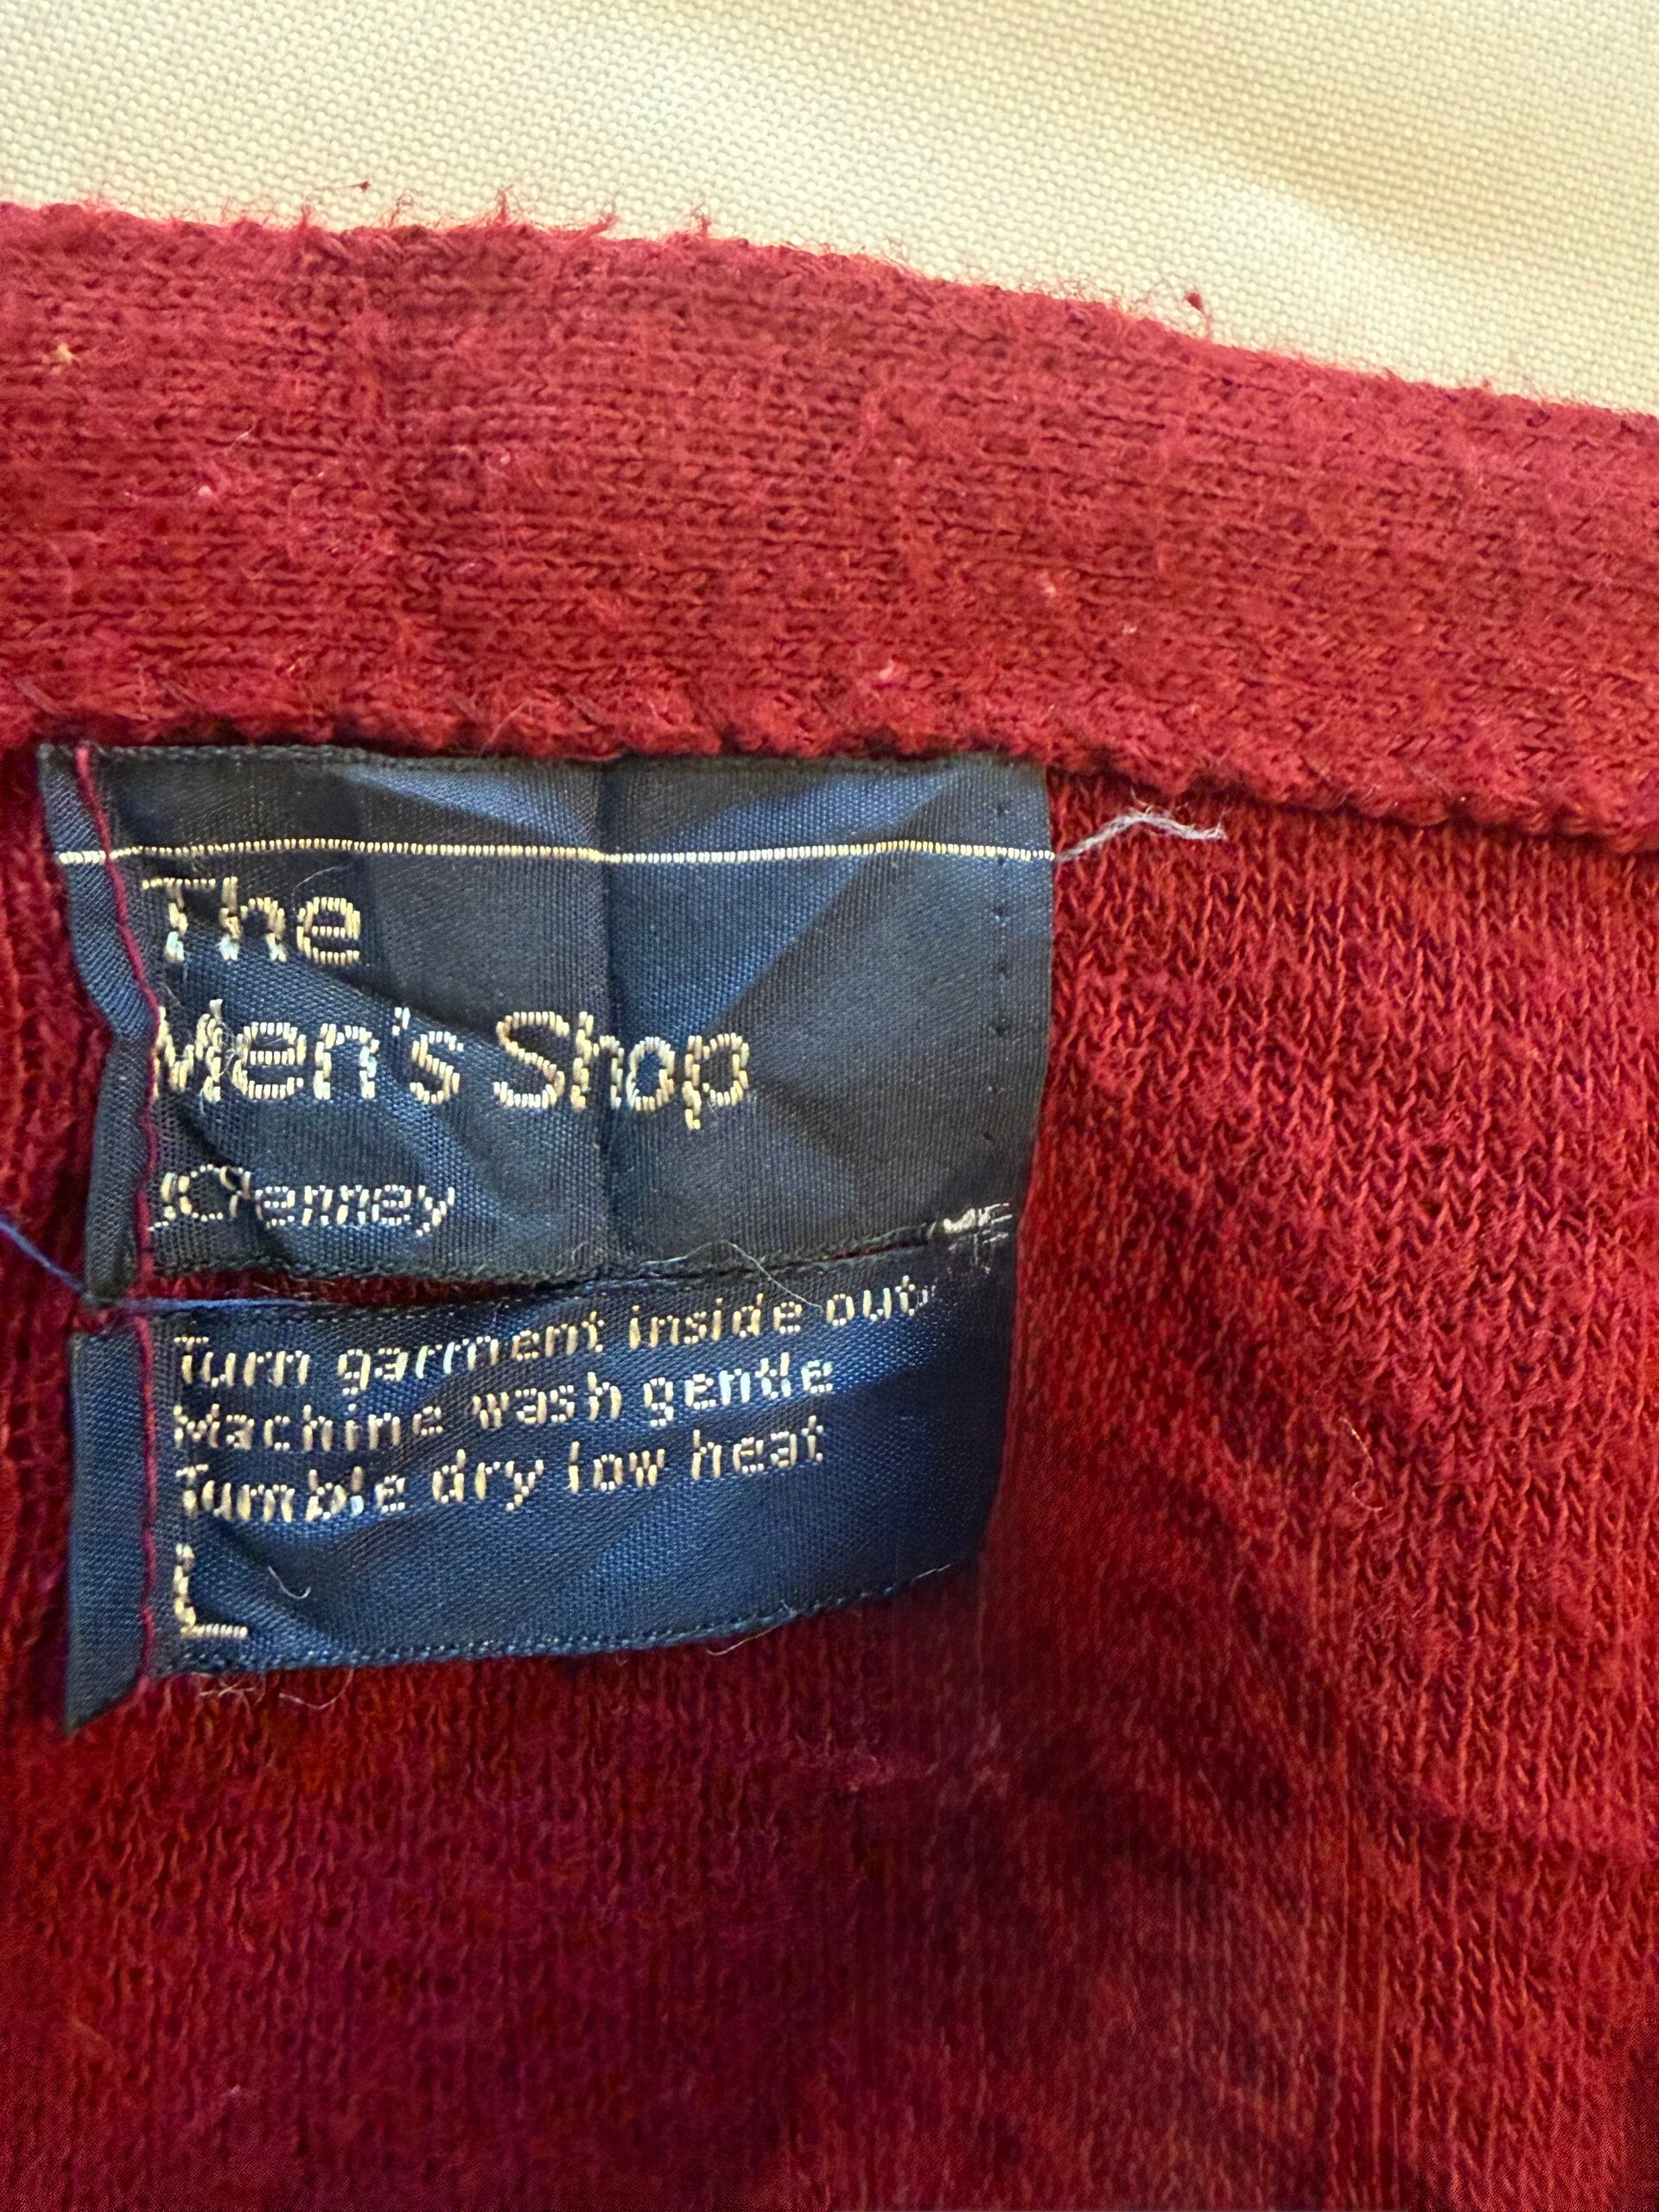 The
Men's Shop
JCPenney
Turn garment inside out
Machine wash gentle
Tumble dry low heat
L